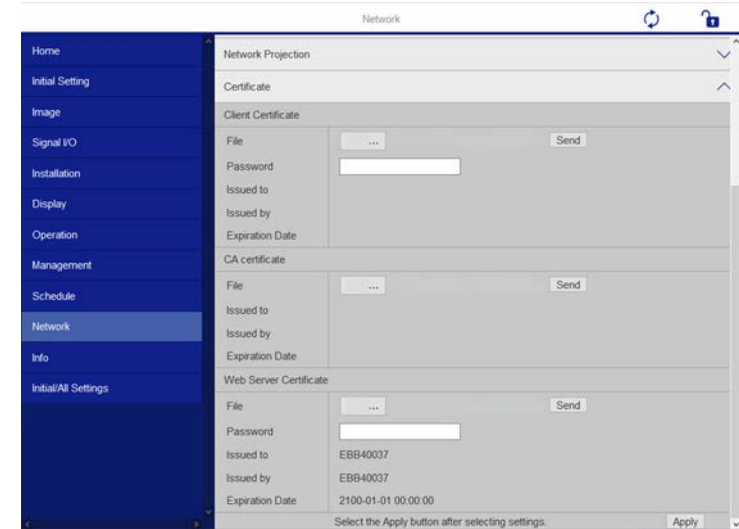 Network
Home
Initial Setting
Image
Signal I/O
Installation
Display
Operation
Management
Schedule
Network
Info
Initial/All Settings
Network Projection
Certificate
Client Certificate
File ... Send
Password
Issued to
Issued by
Expiration Date
CA certificate
File ... Send
Issued to
Issued by
Expiration Date
Web Server Certificate
File ... Send
Password
Issued to EBB40037
Issued by EBB40037
Expiration Date 2100-01-01 00:00:00
Select the Apply button after selecting settings. Apply